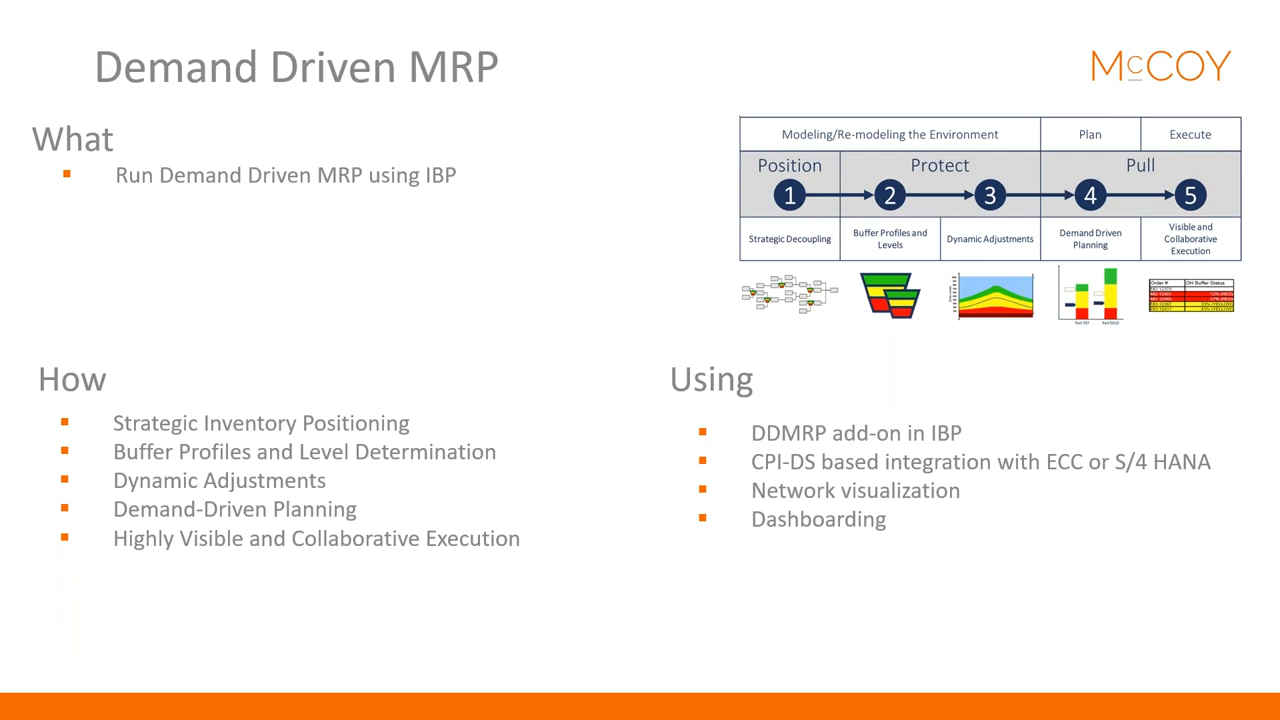 Demand Driven MRP
McCOY
What
Run Demand Driven MRP using IBP
Modeling/Re-modeling the Environment
Plan
Execute
Position
Protect
Pull
1
2
3
4
5
Strategic Decoupling
Buffer Profiles and
Levels
Dynamic Adjustments
Demand Driven
Planning
Visible and
Collaborative
Execution
Order #
OH Buffer Status
How
Strategic Inventory Positioning
Buffer Profiles and Level Determination
Dynamic Adjustments
Demand-Driven Planning
Highly Visible and Collaborative Execution
Using
DDMRP add-on in IBP
CPI-DS based integration with ECC or S/4 HANA
Network visualization
Dashboarding